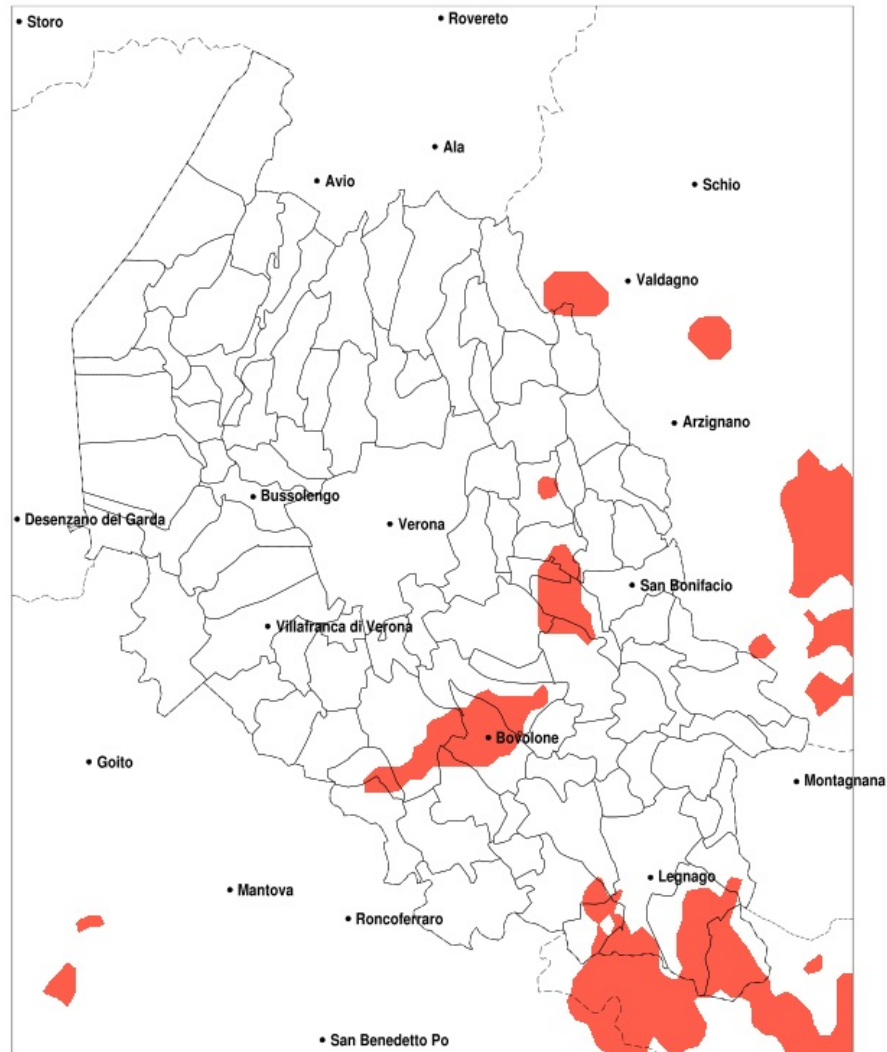 Storo
Rovereto
Ala
Avio
Schio
Valdagno
Arzignano
Bussolengo
Desenzano del Garda
Verona
San Bonifacio
Villafranca di Verona
Bovolone
Goito
Montagnana
Legnago
Mantova
Roncoferraro
San Benedetto Po